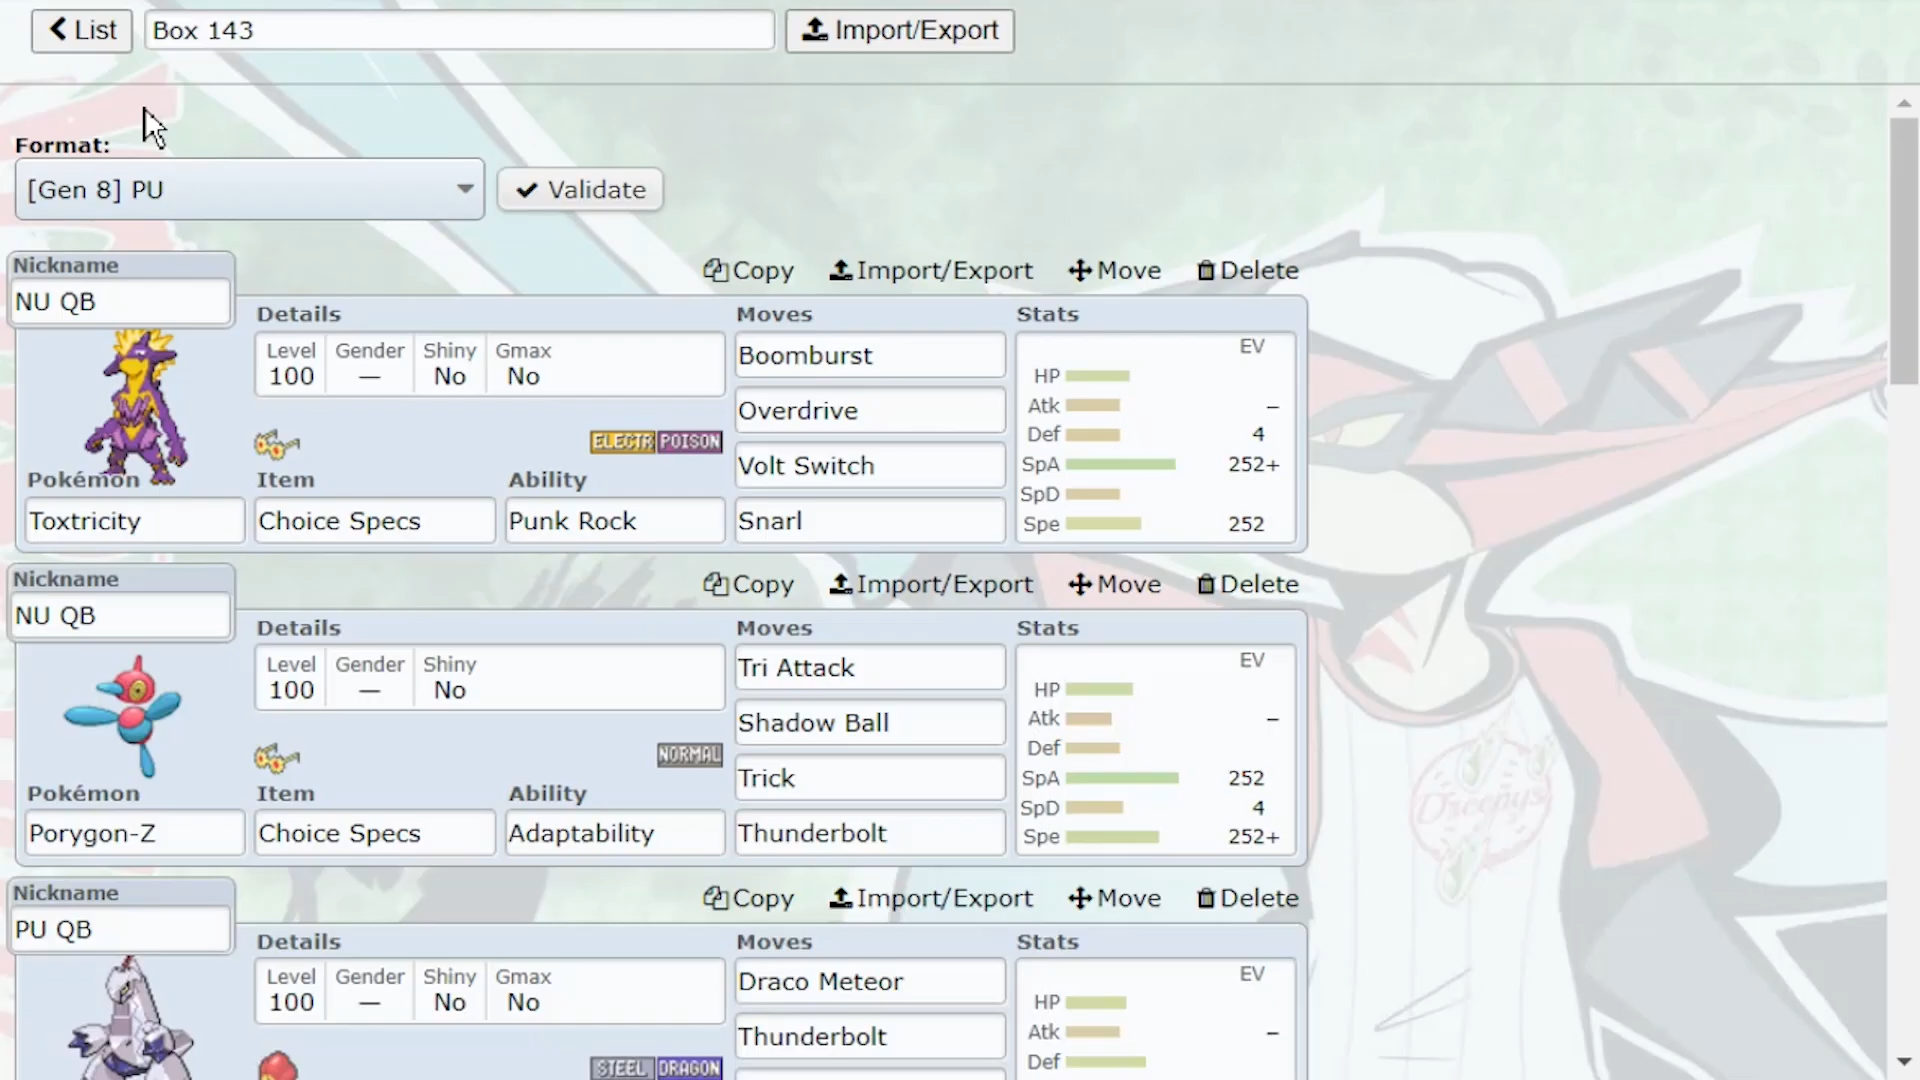 List
Box 143
Import/Export
Format:
[Gen 8] PU
Validate
Nickname
NU QB
Copy Import/Export Move Delete
Details
Moves
Stats
Level Gender Shiny Gmax
100 — No No
ELECTR POISON
Pokémon
Toxtricity
Item
Choice Specs
Ability
Punk Rock
Boomburst
Overdrive
Volt Switch
Snarl
EV
HP
Atk –
Def 4
SpA 252+
SpD
Spe 252
Nickname
NU QB
Copy Import/Export Move Delete
Details
Moves
Stats
Level Gender Shiny
100 — No
NORMAL
Pokémon
Porygon-Z
Item
Choice Specs
Ability
Adaptability
Tri Attack
Shadow Ball
Trick
Thunderbolt
EV
HP
Atk –
Def
SpA 252
SpD 4
Spe 252+
Nickname
PU QB
Copy Import/Export Move Delete
Details
Moves
Stats
Level Gender Shiny Gmax
100 — No No
STEEL DRAGON
Draco Meteor
Thunderbolt
EV
HP
Atk –
Def
Dreepys